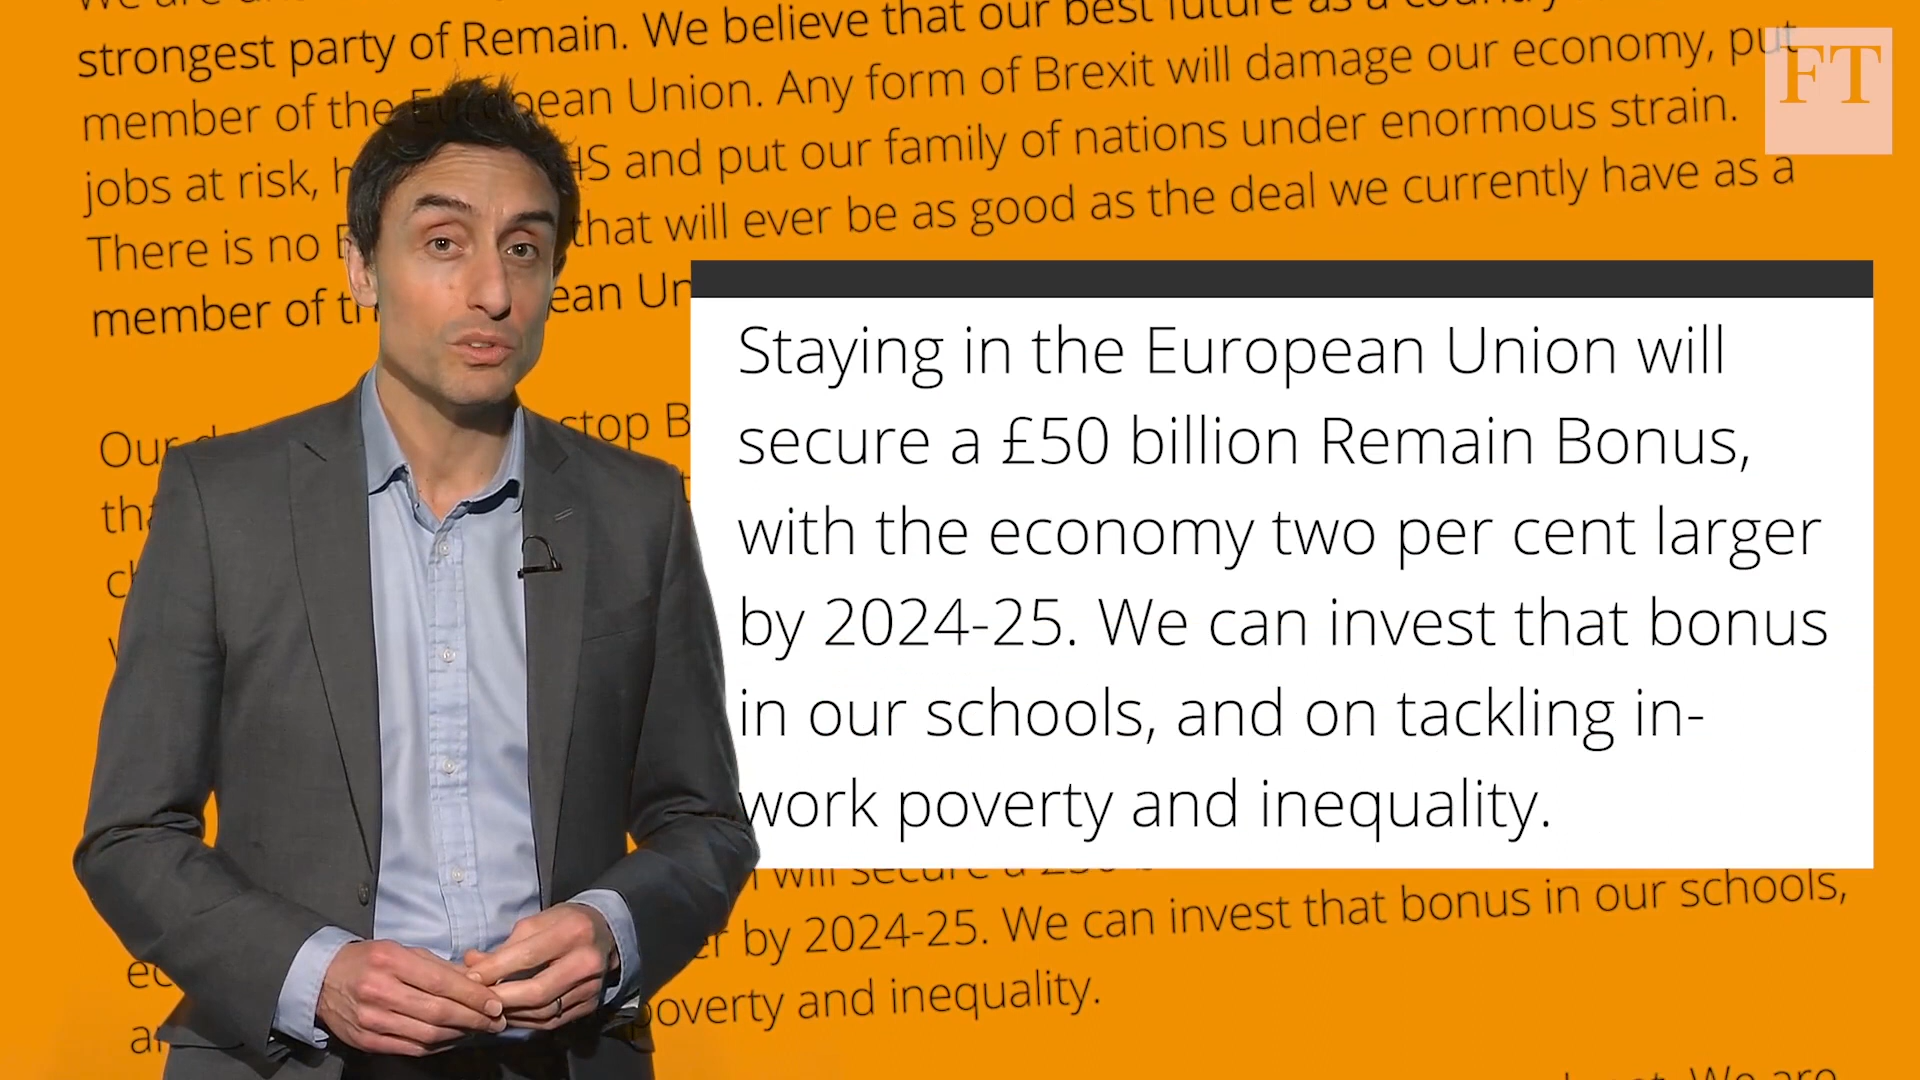 strongest party of Remain. We believe that our best future as a country
member of the European Union. Any form of Brexit will damage our economy, put
jobs at risk, and put our family of nations under enormous strain.
There is no that will ever be as good as the deal we currently have as a
member of
FT
Our stop
Staying in the European Union will
secure a £50 billion Remain Bonus,
with the economy two per cent larger
by 2024-25. We can invest that bonus
in our schools, and on tackling in-
work poverty and inequality.
will secure a
by 2024-25. We can invest that bonus in our schools,
poverty and inequality.
We are